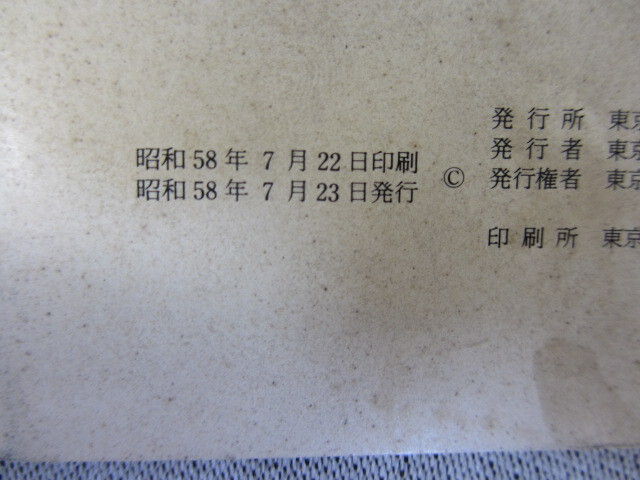 昭和58年 7月22日印刷
昭和58年 7月23日発行
発行所 東京
発行者 東京
© 発行権者 東京
印刷所 東京